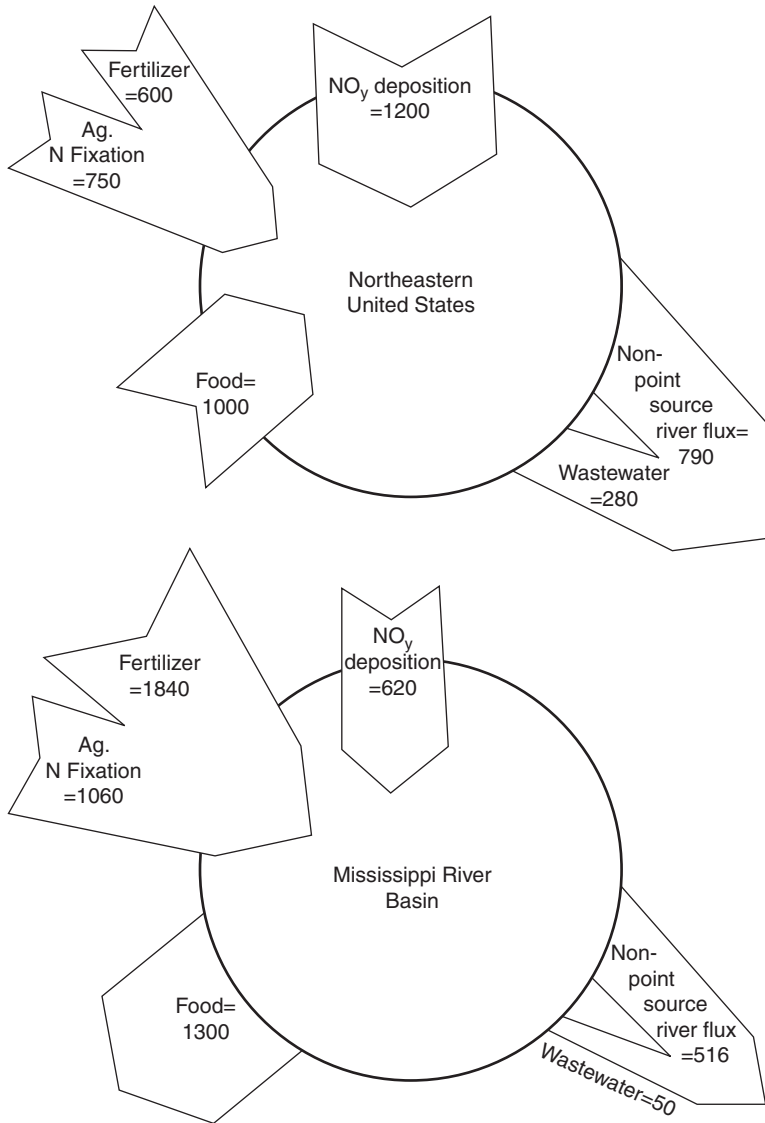 Fertilizer
=600
Ag.
N Fixation
=750
NOy deposition
=1200
Northeastern
United States
Food=
1000
Non-
point
source
river flux=
790
Wastewater
=280
Fertilizer
=1840
Ag.
N Fixation
=1060
NOy
deposition
=620
Mississippi River
Basin
Food=
1300
Non-
point
source
river flux
=516
Wastewater=50